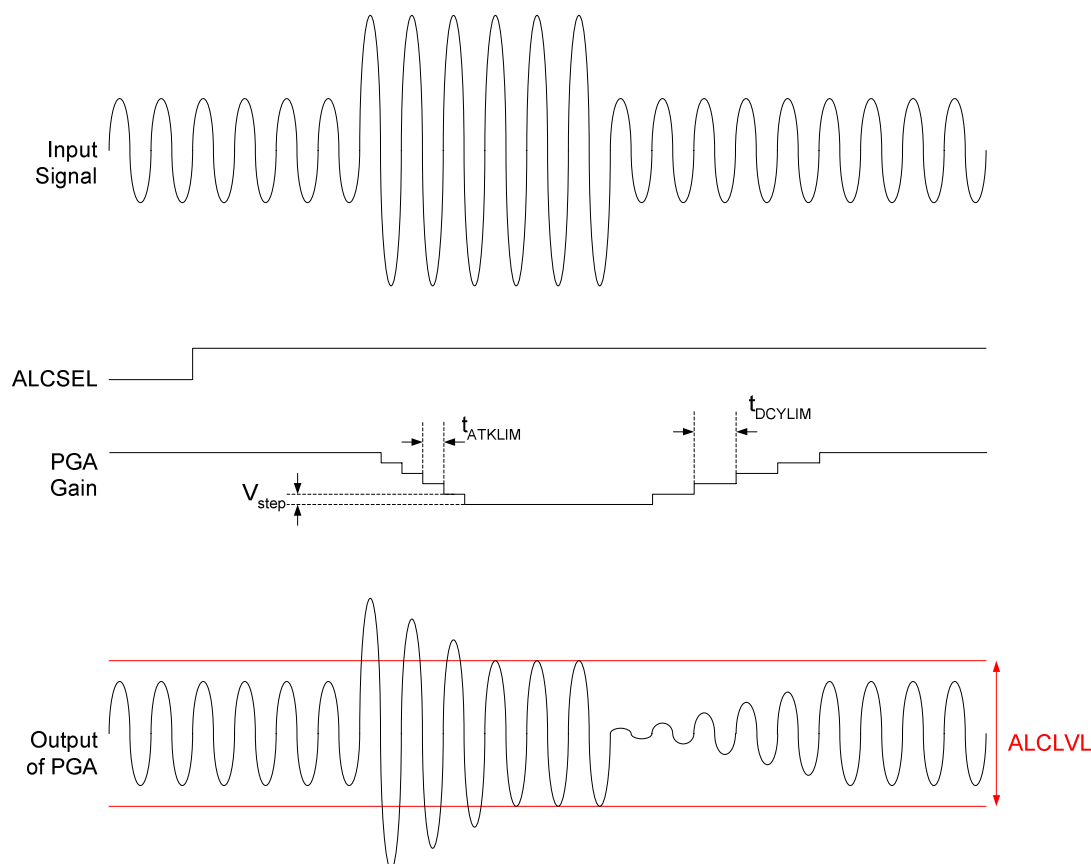 Input
Signal
ALCSEL
tATKLIM
tDCYLIM
PGA
Gain
Vstep
Output
of PGA
ALCLVL